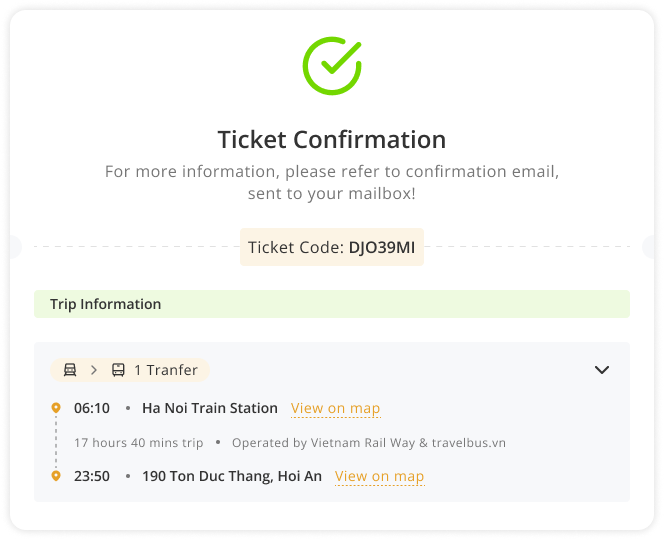 Ticket Confirmation
For more information, please refer to confirmation email,
sent to your mailbox!
Ticket Code: DJO39MI
Trip Information
1 Tranfer
06:10 • Ha Noi Train Station View on map
17 hours 40 mins trip • Operated by Vietnam Rail Way & travelbus.vn
23:50 • 190 Ton Duc Thang, Hoi An View on map